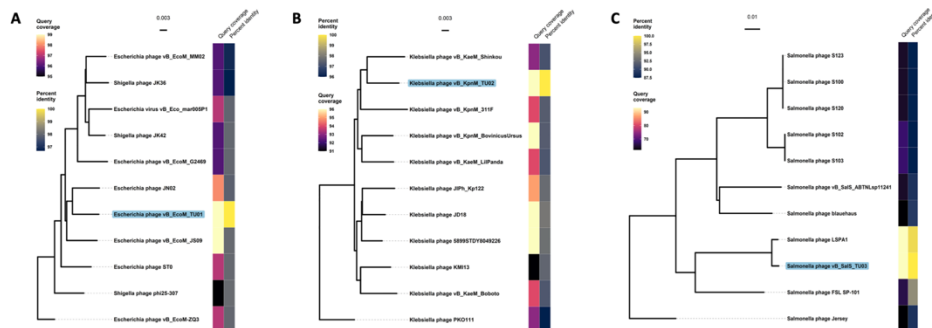 A
0.003
Query coverage
Percent identity
Query
coverage
99
98
97
96
95
Percent
identity
100
99
98
97
Escherichia phage vB_EcoM_MM02
Shigella phage JK36
Escherichia virus vB_Eco_mar005P1
Shigella phage JK42
Escherichia phage vB_EcoM_G2469
Escherichia phage JN02
Escherichia phage vB_EcoM_TU01
Escherichia phage vB_EcoM_JS09
Escherichia phage ST0
Shigella phage phi25-307
Escherichia phage vB_EcoM-ZQ3
B
0.003
Query coverage
Percent identity
Percent
identity
100
99
98
97
96
Query
coverage
Klebsiella phage vB_KaeM_Shinkou
Klebsiella phage vB_KpnM_TU02
Klebsiella phage vB_KpnM_311F
Klebsiella phage vB_KpnM_BovinicusUrsus
Klebsiella phage vB_KaeM_LilPanda
Klebsiella phage JIPh_Kp122
Klebsiella phage JD18
Klebsiella phage 5899STDY8049226
Klebsiella phage KMI13
Klebsiella phage vB_KaeM_Boboto
Klebsiella phage PKO111
C
0.01
Query coverage
Percent identity
Percent
identity
100.0
97.5
95.0
92.5
90.0
87.5
Query
coverage
90
80
70
Salmonella phage S123
Salmonella phage S100
Salmonella phage S120
Salmonella phage S102
Salmonella phage S103
Salmonella phage vB_SalS_ABTNLsp11241
Salmonella phage blauehaus
Salmonella phage LSPA1
Salmonella phage vB_SalS_TU03
Salmonella phage FSL SP-101
Salmonella phage Jersey